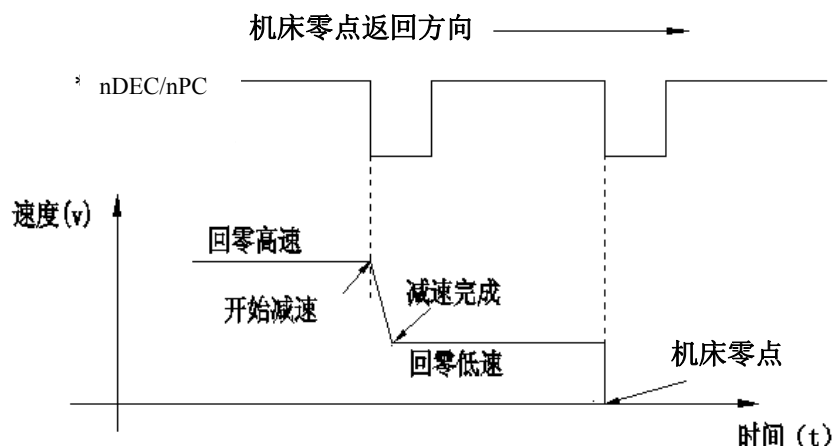 机床零点返回方向
* nDEC/nPC
速度(v)
回零高速
开始减速
减速完成
回零低速
机床零点
时间 (t)